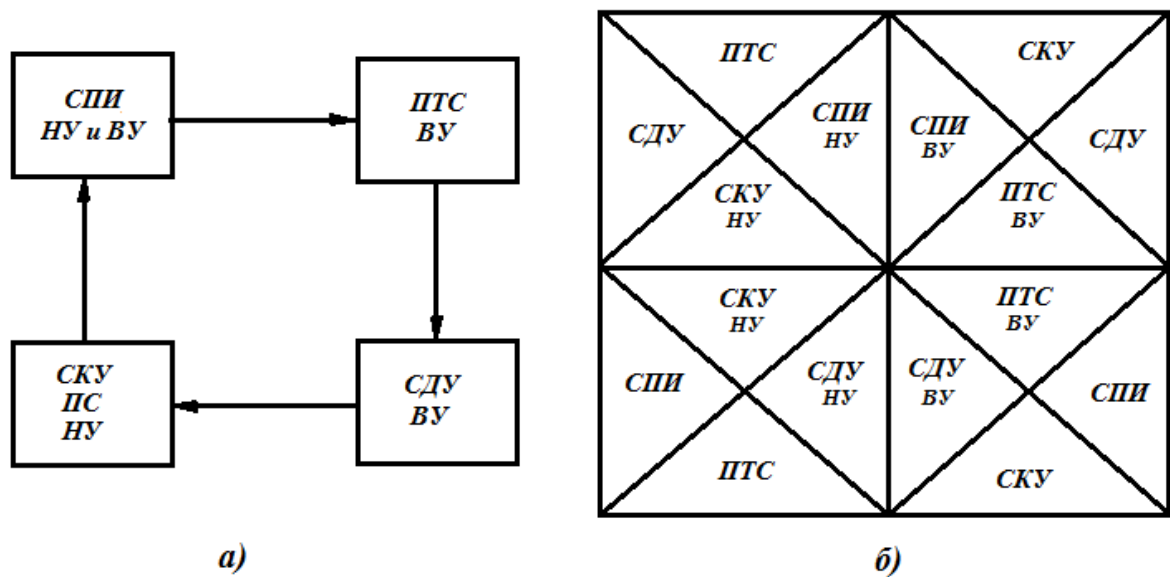 СПИ
НУ и ВУ
ПТС
ВУ
СКУ
ПС
НУ
СДУ
ВУ
а)
ПТС
СКУ
СДУ
СПИ
НУ
СПИ
ВУ
СДУ
СКУ
НУ
ПТС
ВУ
СКУ
НУ
ПТС
ВУ
СПИ
СДУ
НУ
СДУ
ВУ
СПИ
ПТС
СКУ
б)